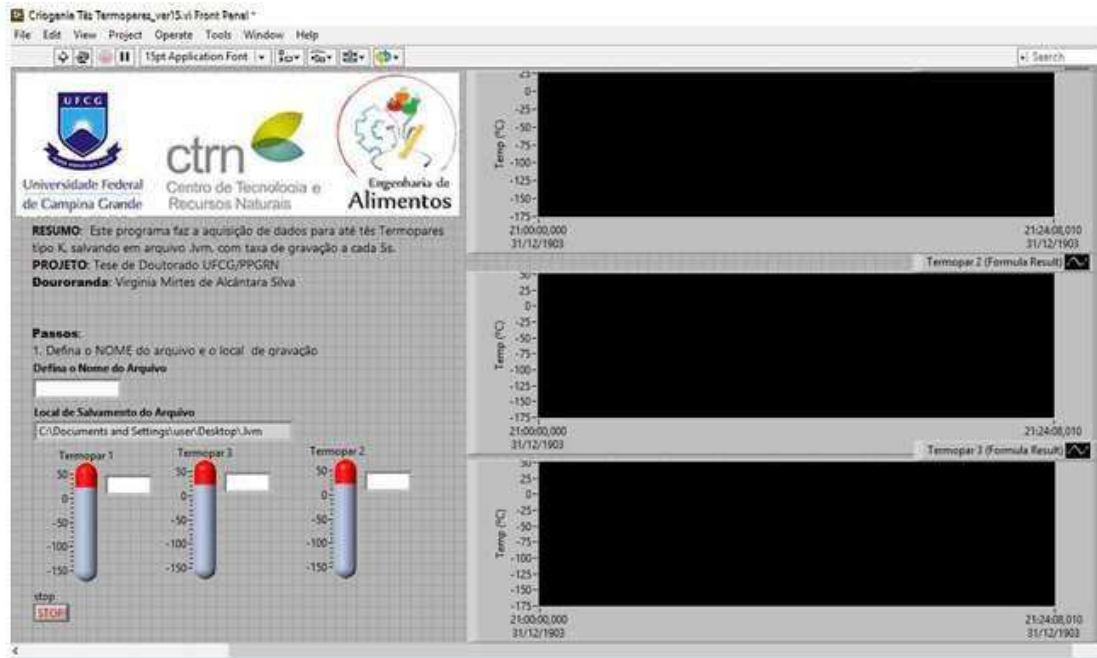 Criogenia Tês Termopares_ver15.vi Front Panel *
File Edit View Project Operate Tools Window Help
15pt Application Font
Search
UFCG
Universidade Federal
de Campina Grande
ctrn
Centro de Tecnologia e
Recursos Naturais
Engenharia de
Alimentos
RESUMO: Este programa faz a aquisição de dados para até tês Termopares
tipo K, salvando em arquivo .lvm, com taxa de gravação a cada 5s.
PROJETO: Tese de Doutorado UFCG/PPGRN
Douroranda: Virginia Mirtes de Alcântara Silva
Passos:
1. Defina o NOME do arquivo e o local de gravação
Defina o Nome do Arquivo
Local de Salvamento do Arquivo
C:\Documents and Settings\user\Desktop\.lvm
Termopar 1
50
0
-50
-100
-150
Termopar 3
50
0
-50
-100
-150
Termopar 2
50
0
-50
-100
-150
stop
STOP
Temp (ºC)
25
0
-25
-50
-75
-100
-125
-150
-175
21:00:00,000
31/12/1903
21:24:08,010
31/12/1903
Termopar 2 (Formula Result)
Temp (ºC)
50
25
0
-25
-50
-75
-100
-125
-150
-175
21:00:00,000
31/12/1903
21:24:08,010
Termopar 3 (Formula Result)
Temp (ºC)
50
25
0
-25
-50
-75
-100
-125
-150
-175
21:00:00,000
31/12/1903
21:24:08,010
31/12/1903